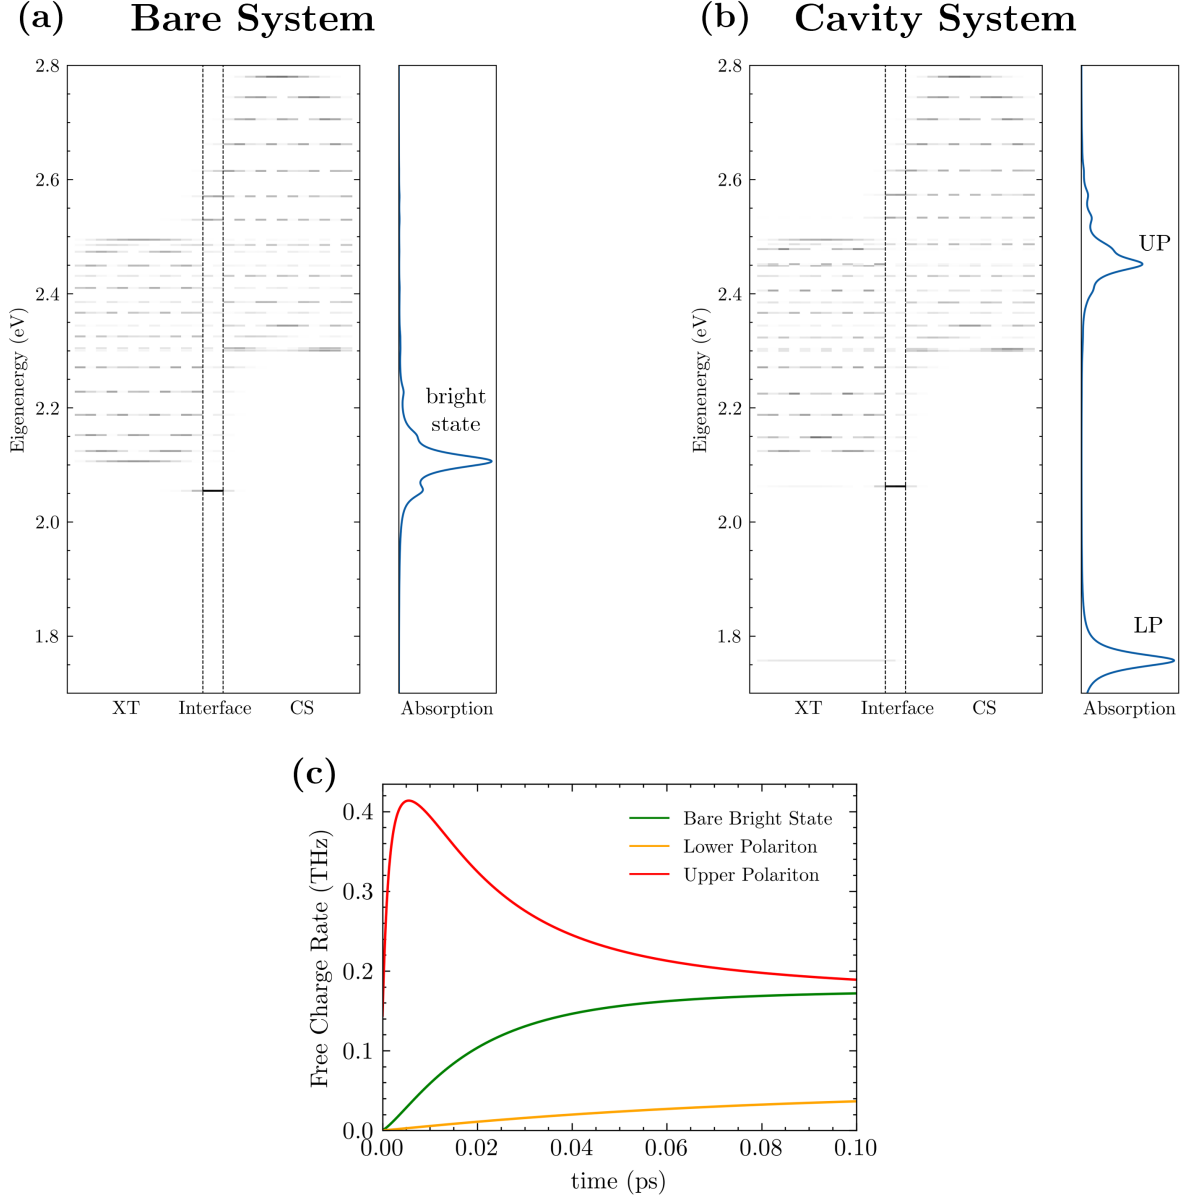 (a) Bare System
(b) Cavity System
2.8
2.6
2.4
2.2
2.0
1.8
Eigenenergy (eV)
XT Interface CS
bright
state
Absorption
2.8
2.6
2.4
2.2
2.0
1.8
Eigenenergy (eV)
XT Interface CS
UP
LP
Absorption
(c)
0.4
0.3
0.2
0.1
0.0
Free Charge Rate (THz)
Bare Bright State
Lower Polariton
Upper Polariton
0.00 0.02 0.04 0.06 0.08 0.10
time (ps)